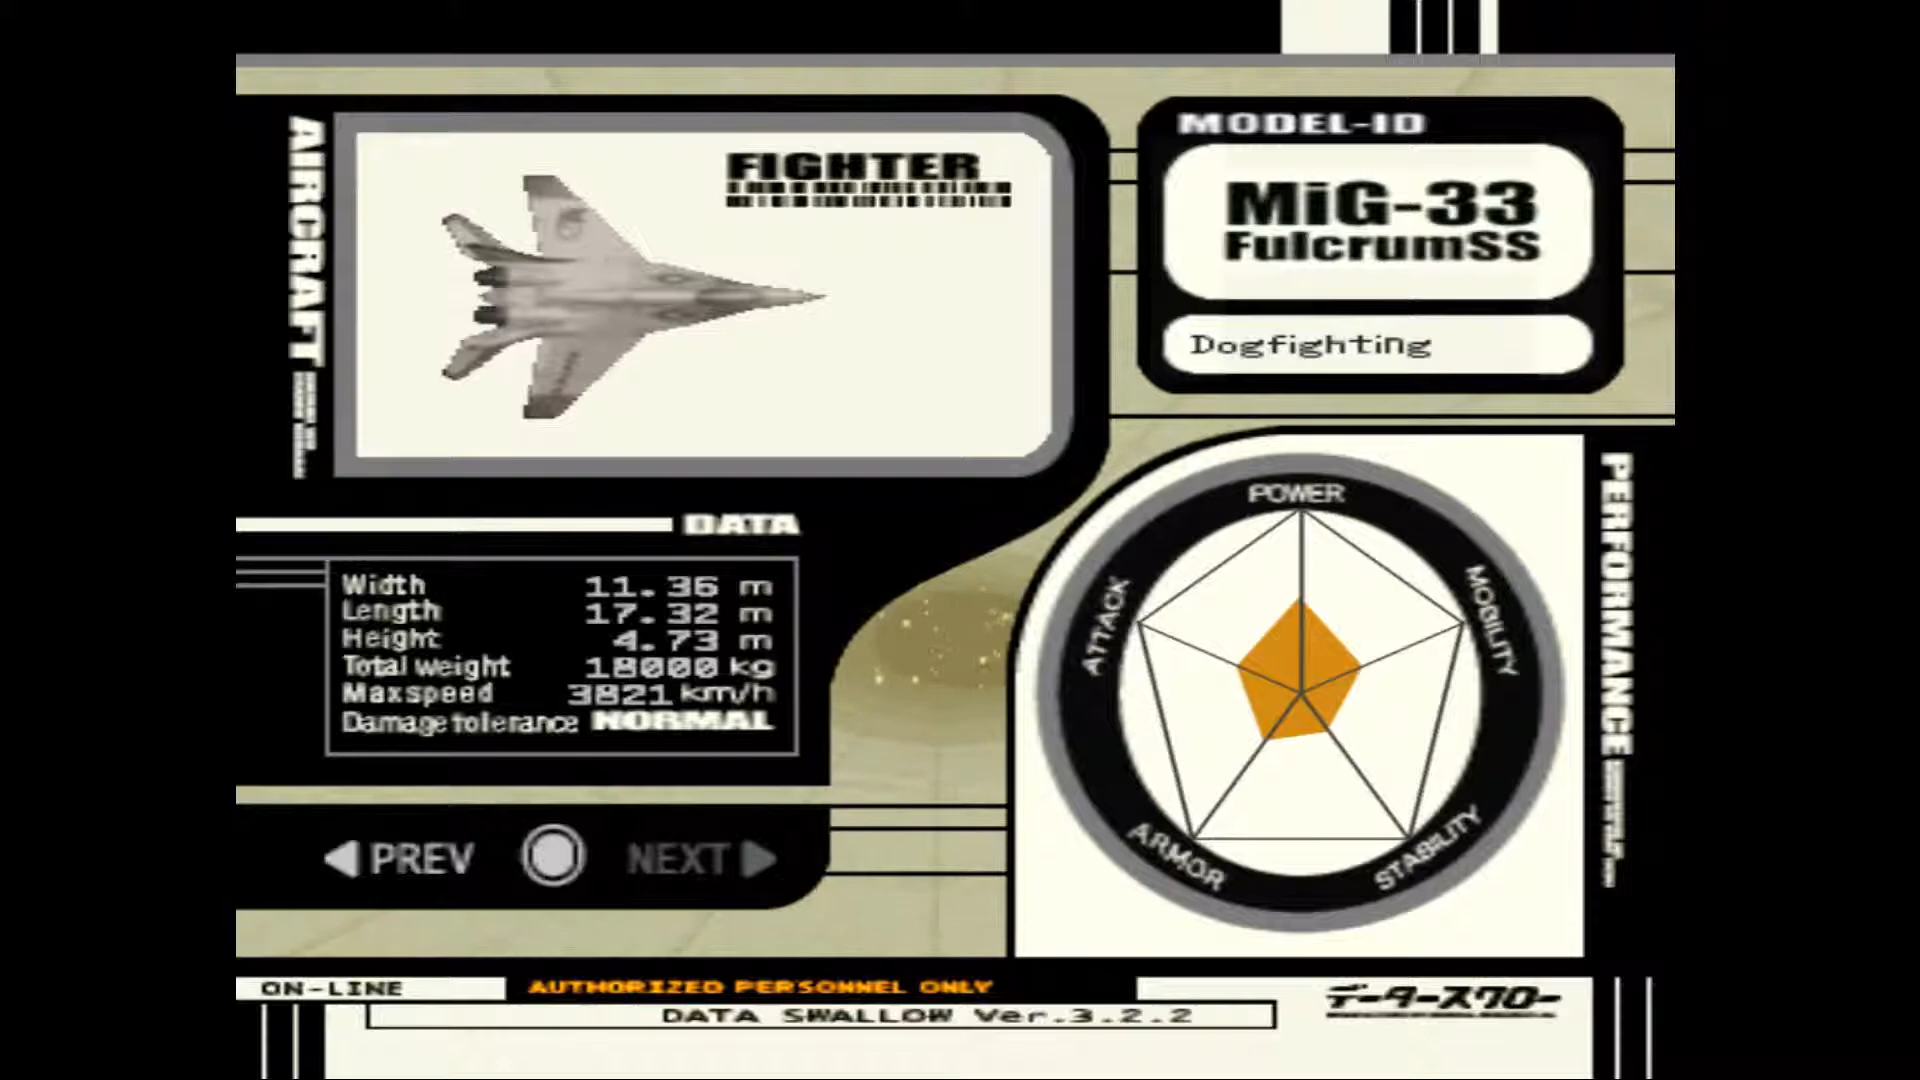 AIRCRAFT
FIGHTER
MODEL-ID
MiG-33
FulcrumSS
Dogfighting
DATA
Width 11.36 m
Length 17.32 m
Height 4.73 m
Total weight 18000 kg
Max speed 3821 km/h
Damage tolerance NORMAL
PREV
NEXT
PERFORMANCE
POWER
MOBILITY
STABILITY
ARMOR
ATTACK
ON-LINE
AUTHORIZED PERSONNEL ONLY
データースワロー
DATA SWALLOW Ver.3.2.2